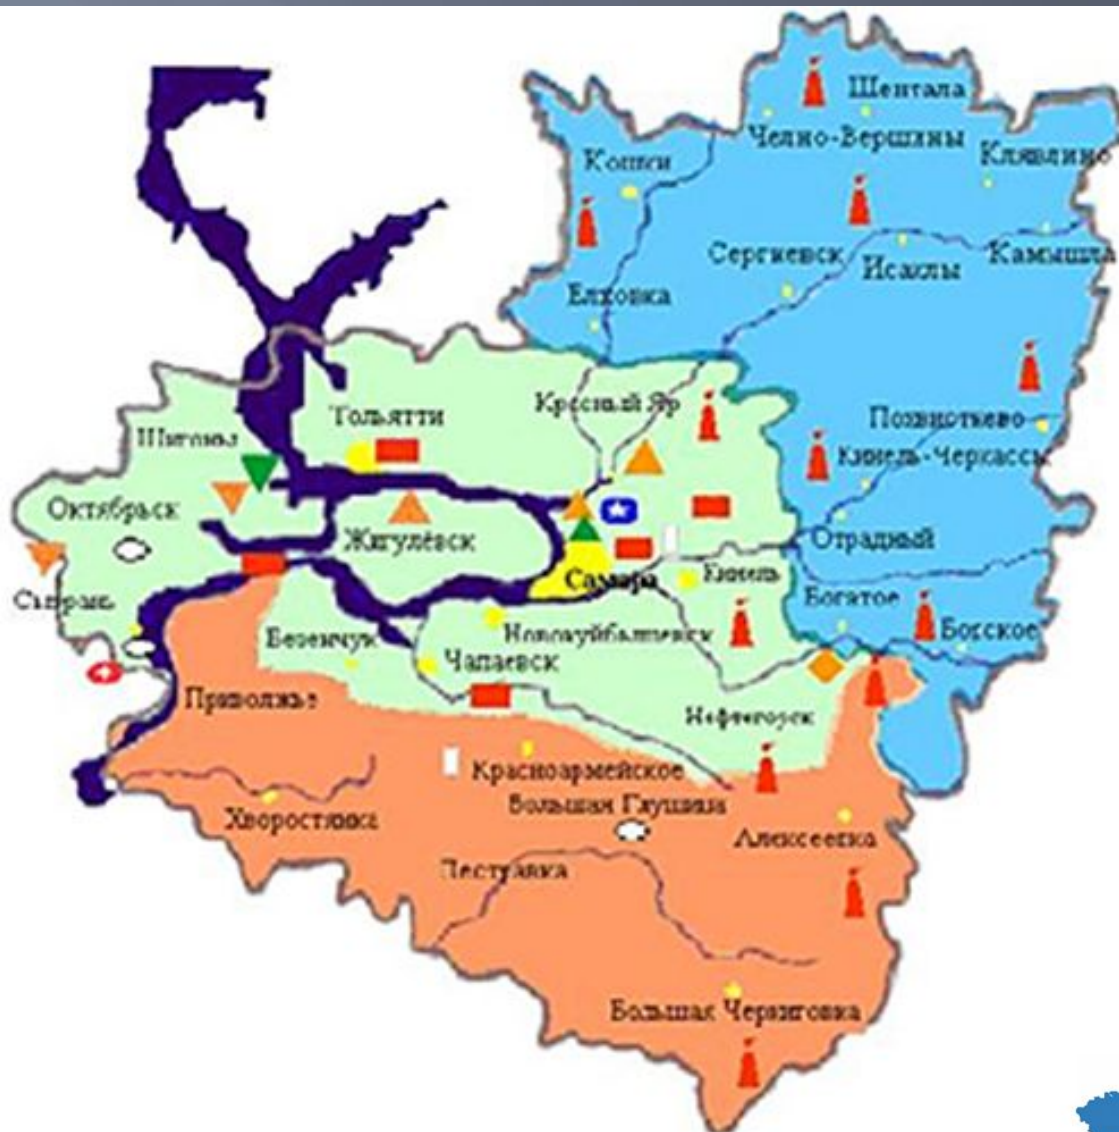 Шентала
Челно-Вершины
Клявлино
Кошки
Сергиевск
Исаклы
Камышла
Елховка
Красный Яр
Тольятти
Похвистнево
Шигоны
Кинель-Черкассы
Октябрьск
Жигулёвск
Отрадный
Самара
Кинель
Сызрань
Богатое
Борское
Безенчук
Новокуйбышевск
Чапаевск
Приволжье
Нефтегорск
Красноармейское
Большая Глушица
Хворостянка
Алексеевка
Пестравка
Большая Черниговка